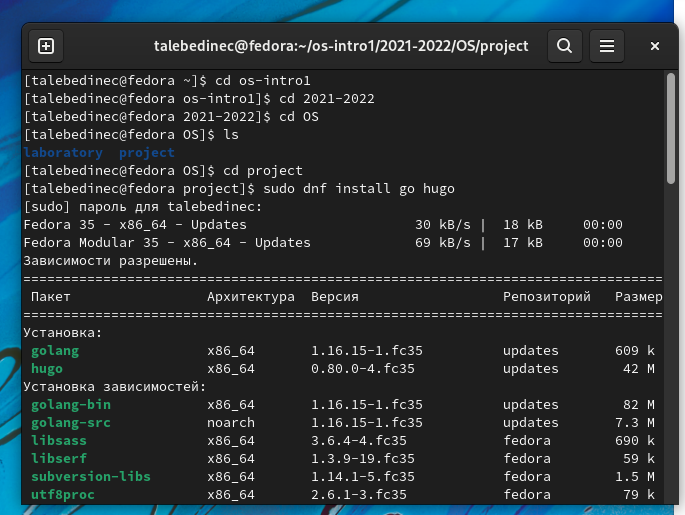 talebedinec@fedora:~/os-intro1/2021-2022/OS/project
[talebedinec@fedora ~]$ cd os-intro1
[talebedinec@fedora os-intro1]$ cd 2021-2022
[talebedinec@fedora 2021-2022]$ cd OS
[talebedinec@fedora OS]$ ls
laboratory  project
[talebedinec@fedora OS]$ cd project
[talebedinec@fedora project]$ sudo dnf install go hugo
[sudo] пароль для talebedinec:
Fedora 35 - x86_64 - Updates                     30 kB/s |  18 kB     00:00
Fedora Modular 35 - x86_64 - Updates             69 kB/s |  17 kB     00:00
Зависимости разрешены.
================================================================================
 Пакет                 Архитектура  Версия                  Репозиторий   Размер
================================================================================
Установка:
 golang                x86_64       1.16.15-1.fc35          updates       609 k
 hugo                  x86_64       0.80.0-4.fc35           updates        42 M
Установка зависимостей:
 golang-bin            x86_64       1.16.15-1.fc35          updates        82 M
 golang-src            noarch       1.16.15-1.fc35          updates       7.3 M
 libsass               x86_64       3.6.4-4.fc35            fedora        690 k
 libserf               x86_64       1.3.9-19.fc35           fedora         59 k
 subversion-libs       x86_64       1.14.1-5.fc35           fedora        1.5 M
 utf8proc              x86_64       2.6.1-3.fc35            fedora         79 k